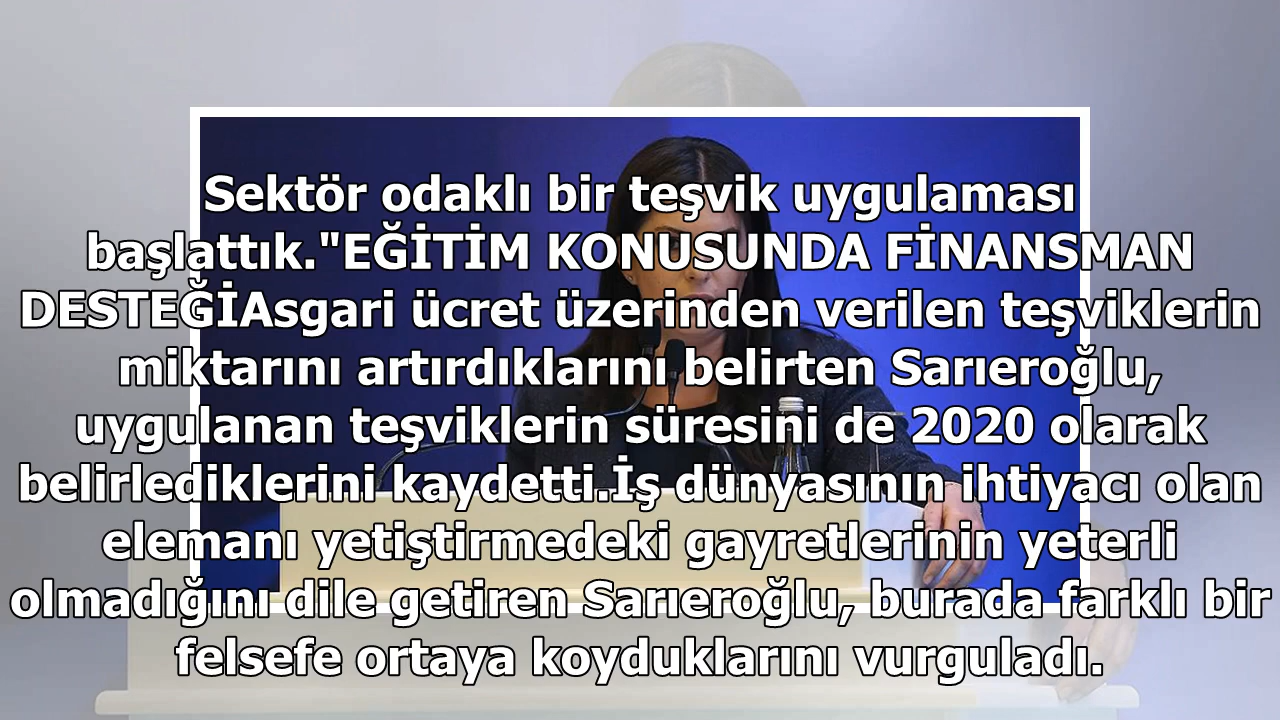 Sektör odaklı bir teşvik uygulaması
başlattık."EĞİTİM KONUSUNDA FİNANSMAN
DESTEĞİAsgari ücret üzerinden verilen teşviklerin
miktarını artırdıklarını belirten Sarıeroğlu,
uygulanan teşviklerin süresini de 2020 olarak
belirlediklerini kaydetti.İş dünyasının ihtiyacı olan
elemanı yetiştirmedeki gayretlerinin yeterli
olmadığını dile getiren Sarıeroğlu, burada farklı bir
felsefe ortaya koyduklarını vurguladı.